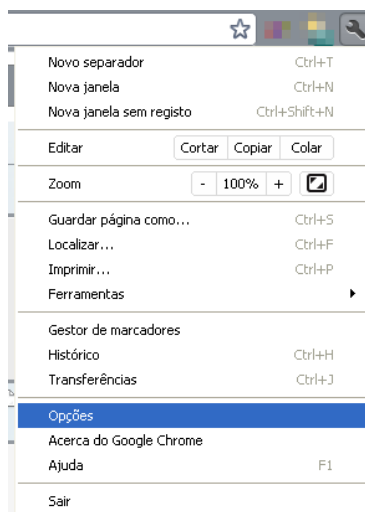 Novo separador Ctrl+T
Nova janela Ctrl+N
Nova janela sem registo Ctrl+Shift+N
Editar Cortar Copiar Colar
Zoom - 100% +
Guardar página como... Ctrl+S
Localizar... Ctrl+F
Imprimir... Ctrl+P
Ferramentas
Gestor de marcadores
Histórico Ctrl+H
Transferências Ctrl+J
Opções
Acerca do Google Chrome
Ajuda F1
Sair